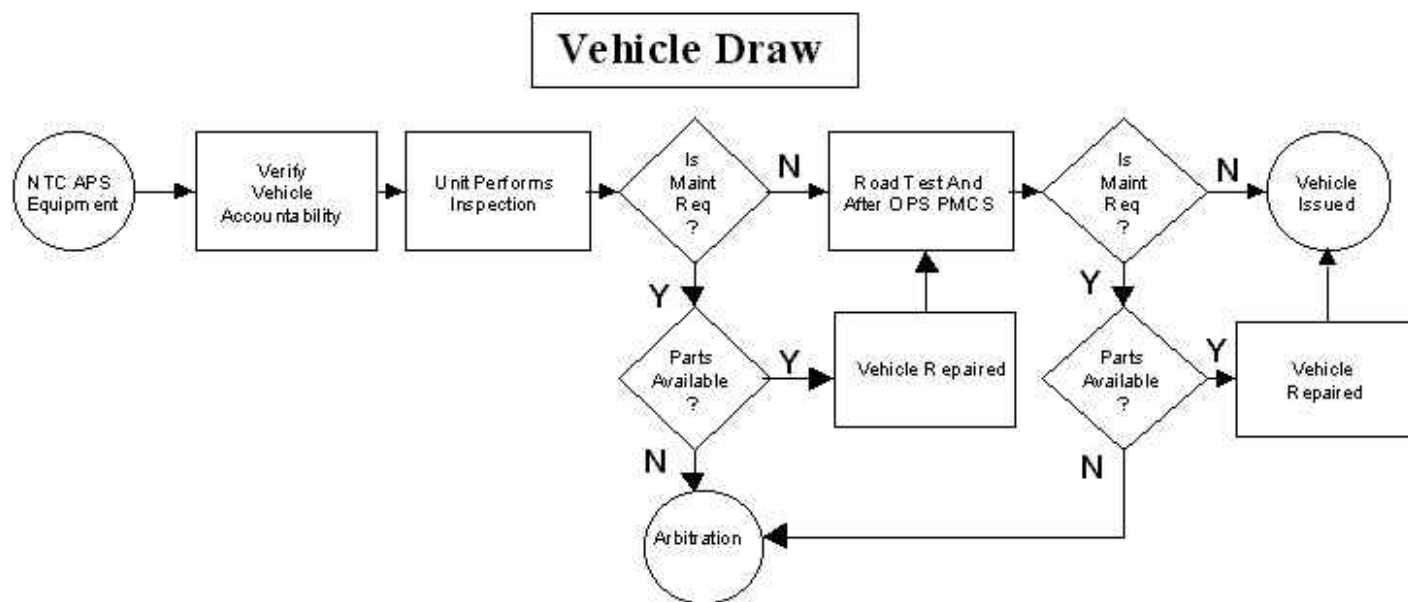 Vehicle Draw
NTC APS
Equipment
Verify
Vehicle
Accountability
Unit Performs
Inspection
Is
Maint
Req
?
N
Road Test And
After OPS PMCS
Is
Maint
Req
?
N
Vehicle
Issued
Y
Y
Parts
Available
?
Y
Vehicle Repaired
Parts
Available
?
Y
Vehicle
Repaired
N
N
Arbitration